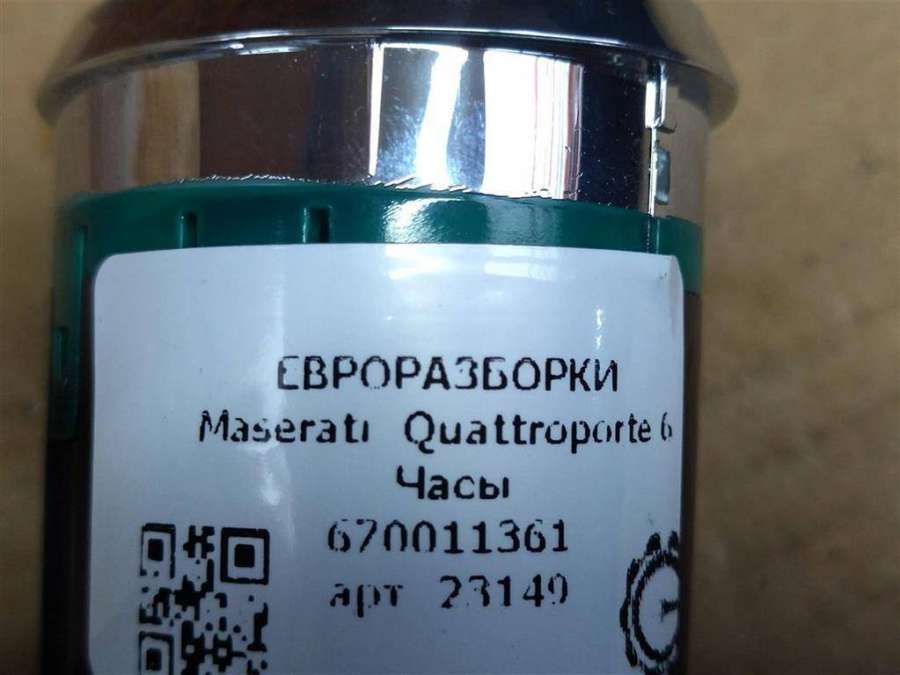 ЕВРОРАЗБОРКИ
Maserati Quattroporte 6
Часы
670011361
арт 23149